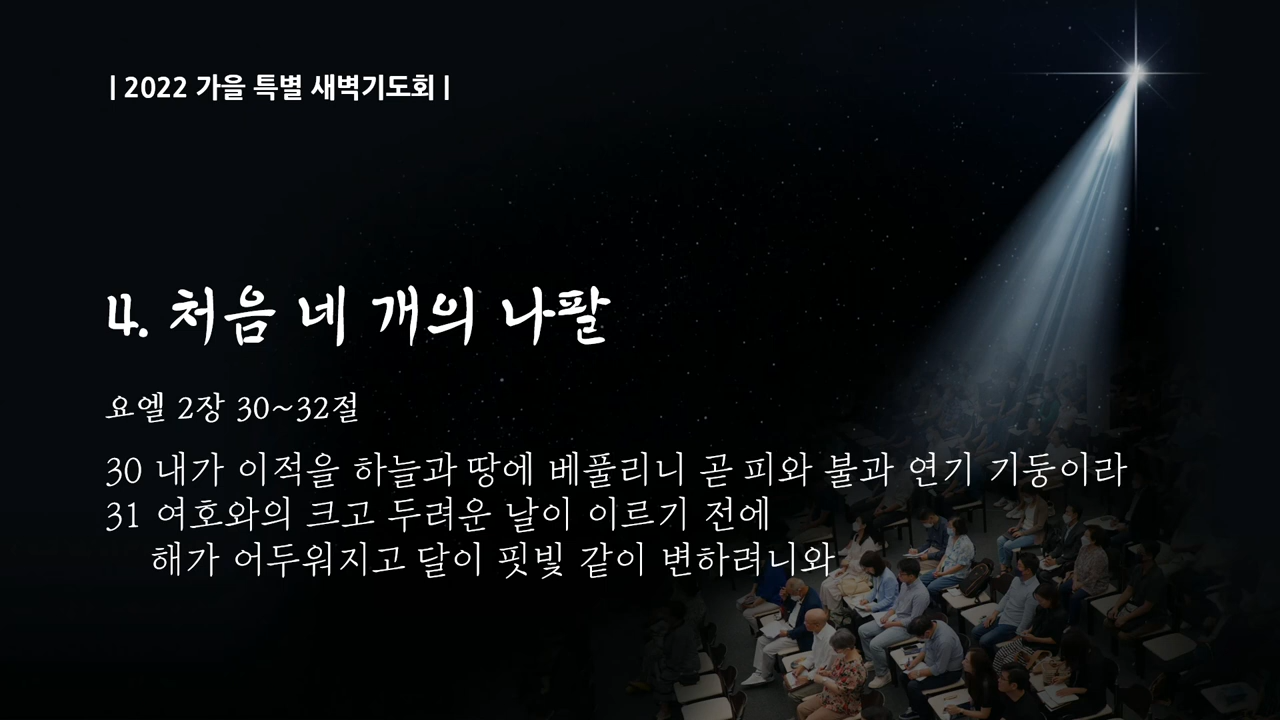 | 2022 가을 특별 새벽기도회 |
4. 처음 네 개의 나팔
요엘 2장 30~32절
30 내가 이적을 하늘과 땅에 베풀리니 곧 피와 불과 연기 기둥이라
31 여호와의 크고 두려운 날이 이르기 전에
해가 어두워지고 달이 핏빛 같이 변하려니와